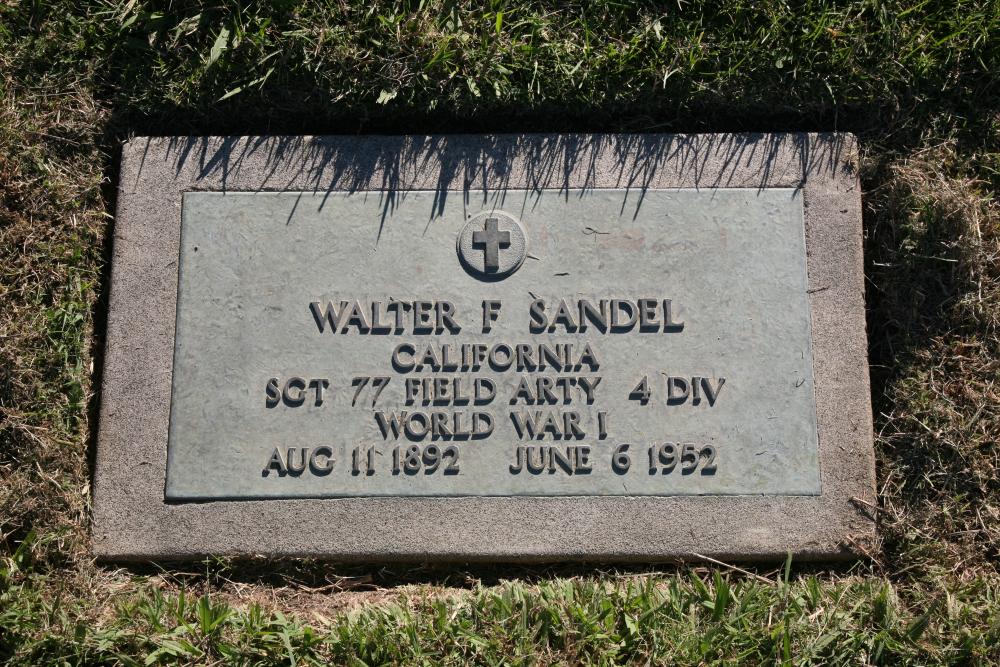 WALTER F SANDEL
CALIFORNIA
SGT 77 FIELD ARTY 4 DIV
WORLD WAR I
AUG 11 1892 JUNE 6 1952